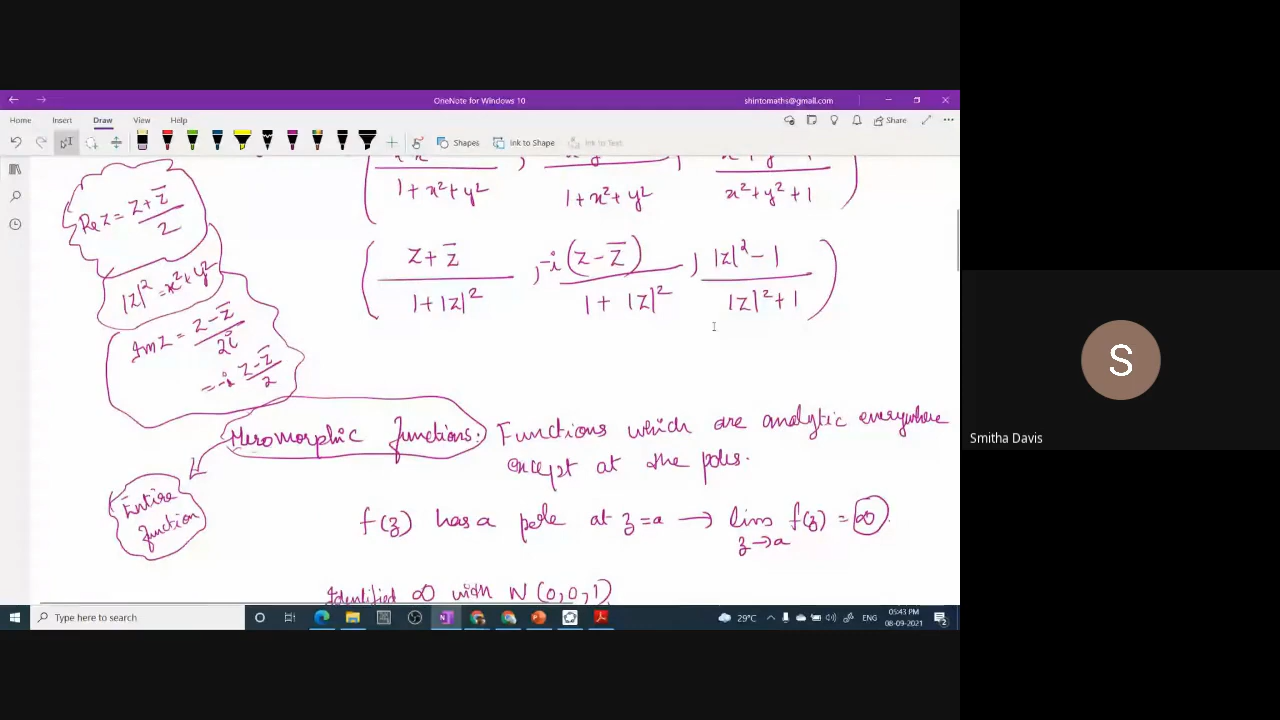 OneNote for Windows 10
shintomaths@gmail.com
Home Insert Draw View Help
Share
Shapes
Ink to Shape
Ink to Text
1 + x² + y² , 1 + x² + y² , x² + y² + 1
Re z = z + z̅ / 2
( z + z̅ / 1 + |z|² , -i (z - z̅) / 1 + |z|² , |z|² - 1 / |z|² + 1 )
|z|² = x² + y²
Im z = z - z̅ / 2i
= -i z - z̅ / 2
Meromorphic Functions: Functions which are analytic everywhere
except at the poles.
Entire
function
f(z) has a pole at z = a → lim f(z) = ∞.
z → a
Identified ∞ with N (0, 0, 1)
S
Smitha Davis
Type here to search
29°C
ENG
05:43 PM
08-09-2021
2